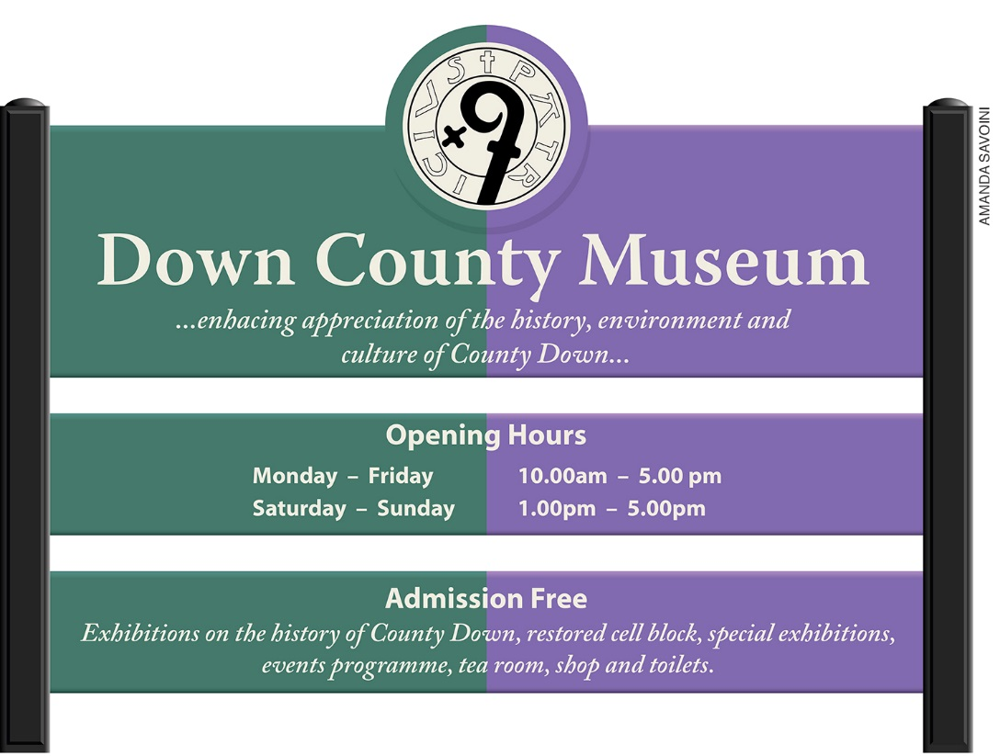 S✝PATRICIVS
Down County Museum
...enhacing appreciation of the history, environment and
culture of County Down...
Opening Hours
Monday – Friday 10.00am – 5.00 pm
Saturday – Sunday 1.00pm – 5.00pm
Admission Free
Exhibitions on the history of County Down, restored cell block, special exhibitions,
events programme, tea room, shop and toilets.
AMANDA SAVOINI